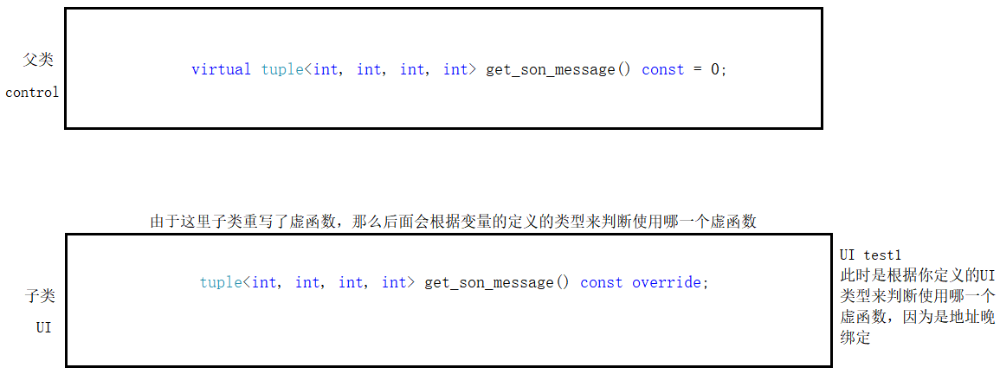 父类
control
virtual tuple<int, int, int, int> get_son_message() const = 0;
由于这里子类重写了虚函数，那么后面会根据变量的定义的类型来判断使用哪一个虚函数
子类
UI
tuple<int, int, int, int> get_son_message() const override;
UI test1
此时是根据你定义的UI
类型来判断使用哪一个
虚函数，因为是地址晚
绑定